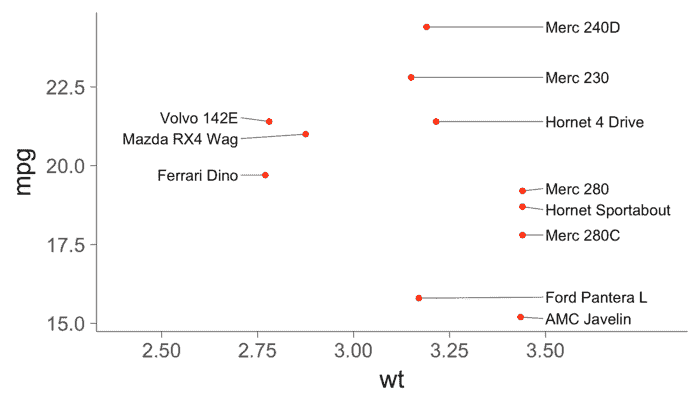 Merc 240D
Merc 230
22.5
Volvo 142E
Hornet 4 Drive
Mazda RX4 Wag
20.0
mpg
Ferrari Dino
Merc 280
Hornet Sportabout
17.5
Merc 280C
Ford Pantera L
AMC Javelin
15.0
2.50 2.75 3.00 3.25 3.50
wt